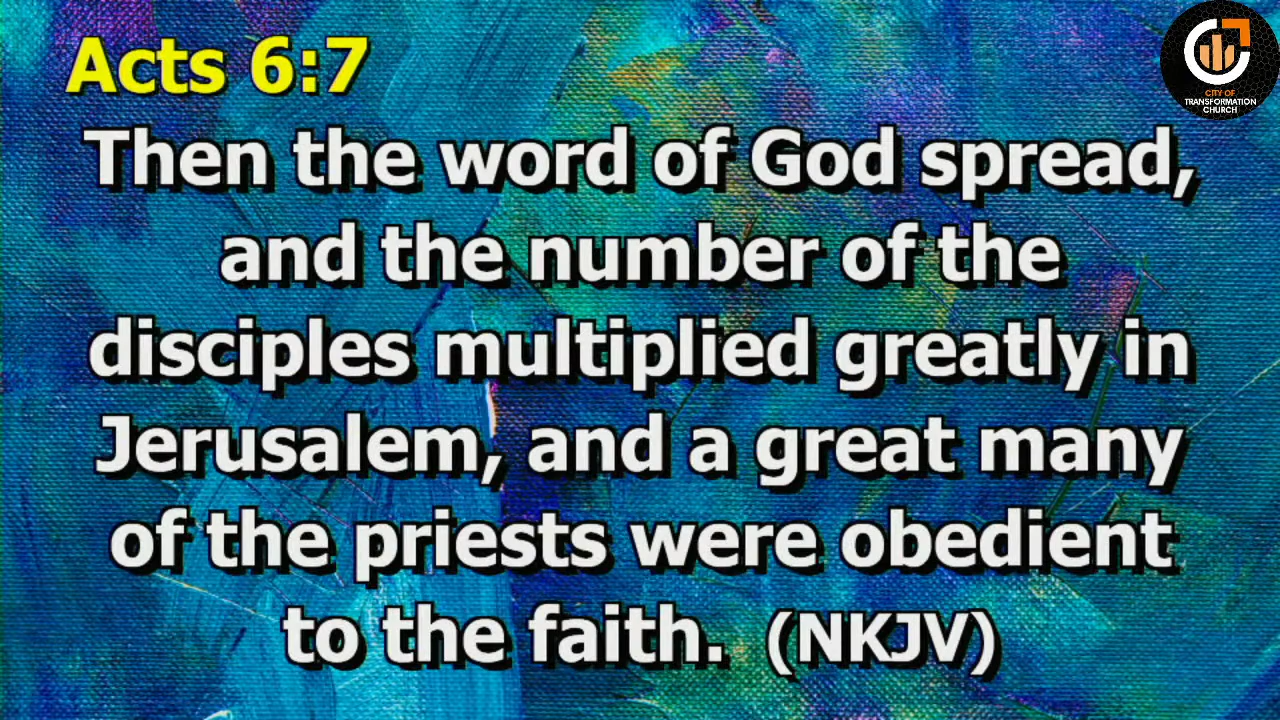 Acts 6:7
Then the word of God spread,
and the number of the
disciples multiplied greatly in
Jerusalem, and a great many
of the priests were obedient
to the faith. (NKJV)
CITY OF
TRANSFORMATION
CHURCH